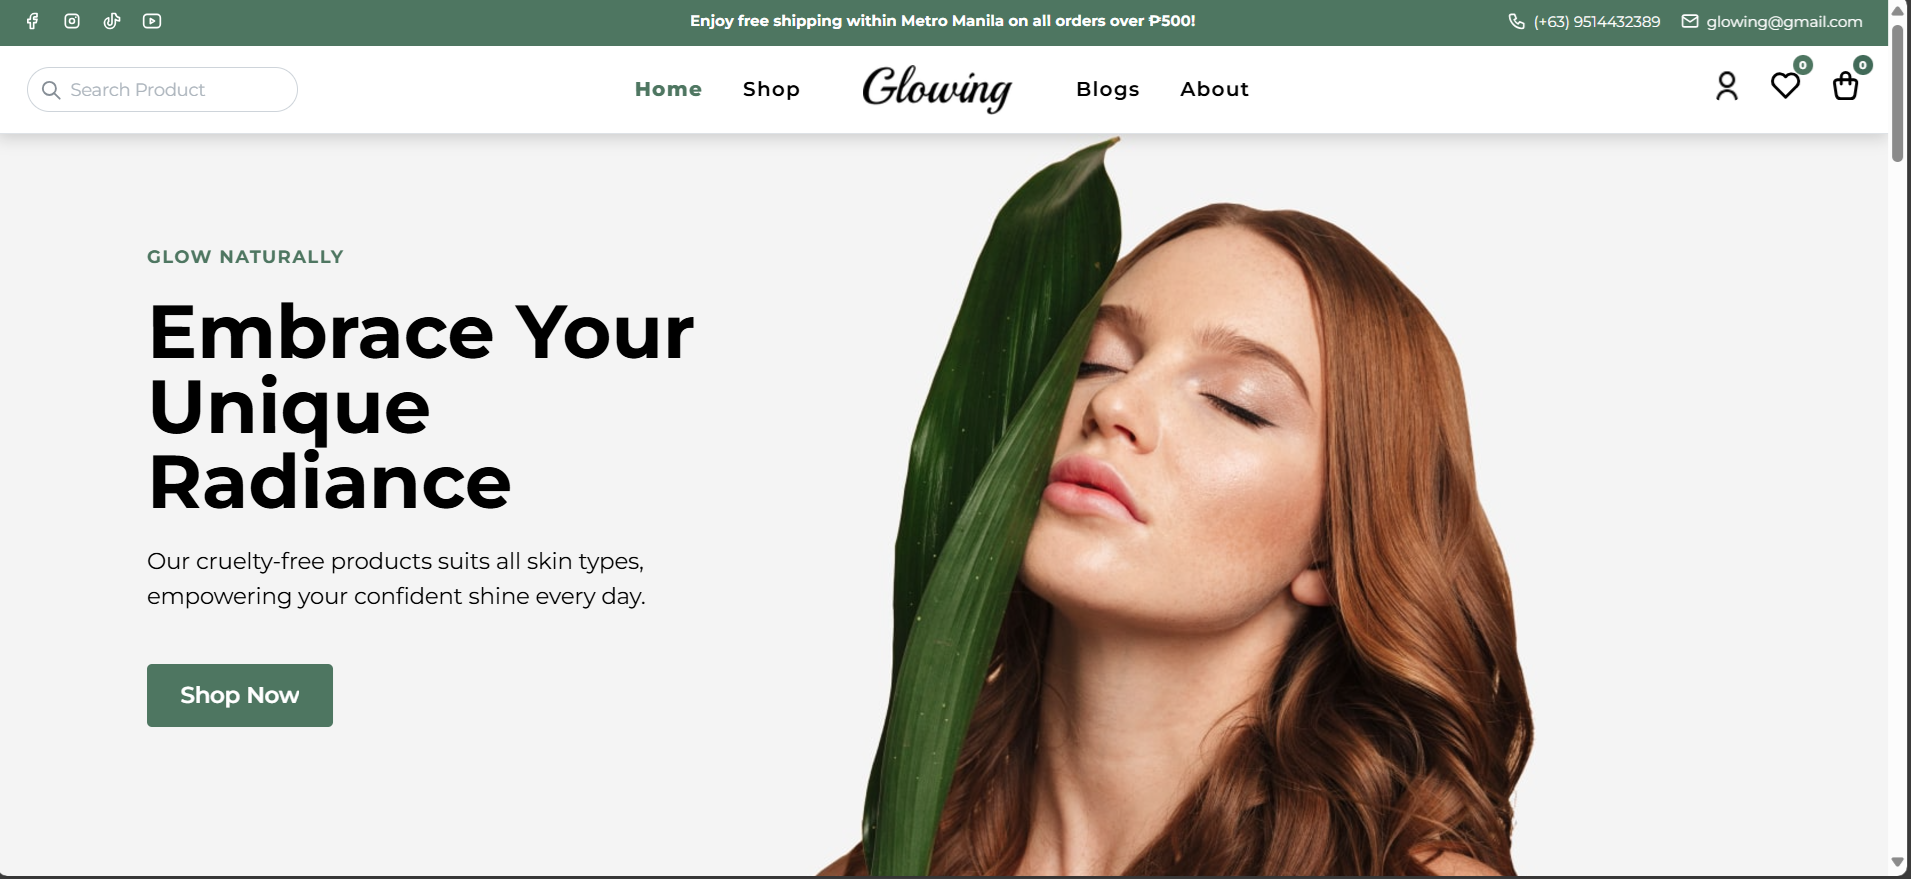 Enjoy free shipping within Metro Manila on all orders over ₱500!
(+63) 9514432389
glowing@gmail.com
Search Product
Home
Shop
Glowing
Blogs
About
0
0
GLOW NATURALLY
Embrace Your
Unique
Radiance
Our cruelty-free products suits all skin types,
empowering your confident shine every day.
Shop Now